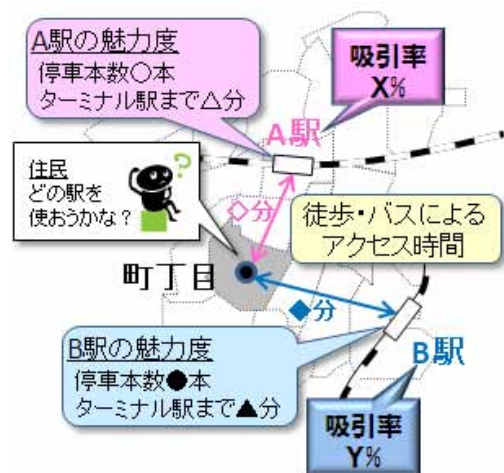 A駅の魅力度
停車本数○本
ターミナル駅まで△分
吸引率
X%
A駅
住民
どの駅を
使おうかな？
?
◇分
徒歩・バスによる
アクセス時間
町丁目
◆分
B駅の魅力度
停車本数●本
ターミナル駅まで▲分
B駅
吸引率
Y%